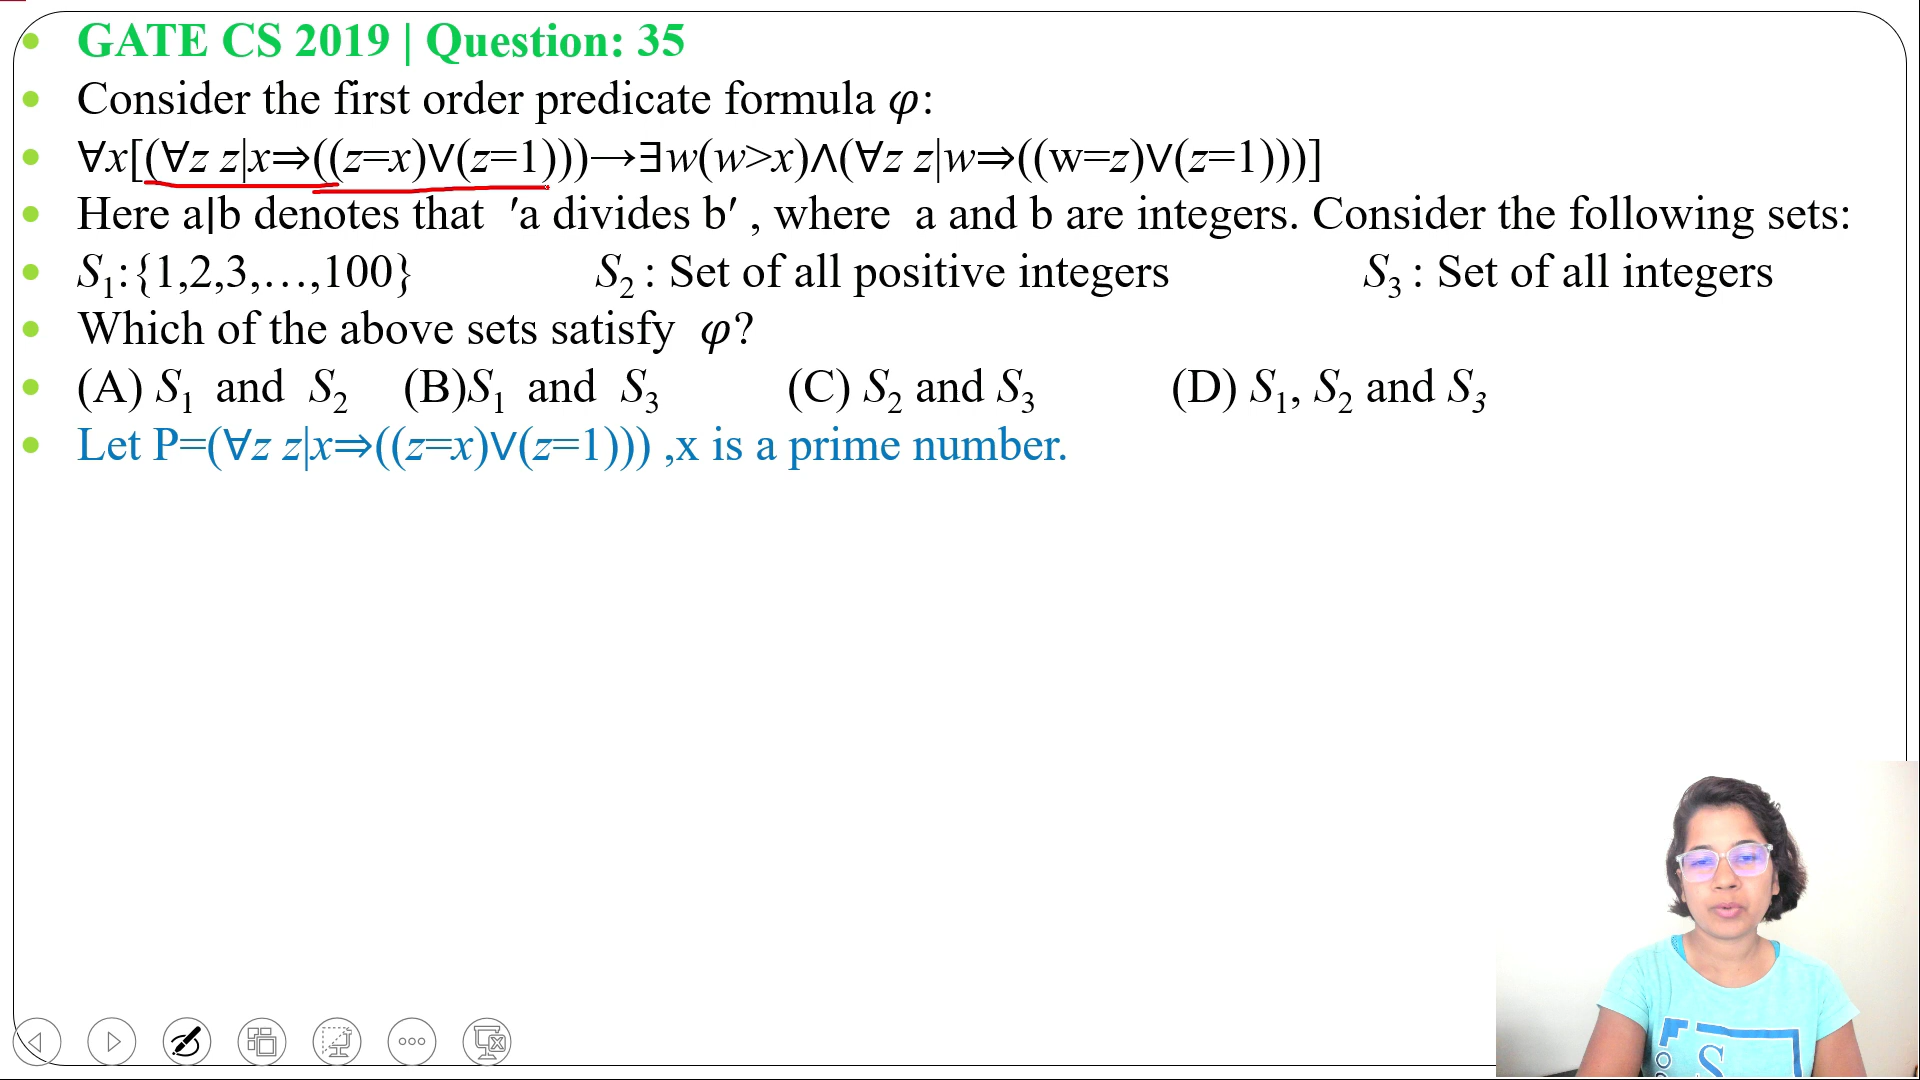 GATE CS 2019 | Question: 35
Consider the first order predicate formula φ:
∀x[(∀z z|x⇒((z=x)∨(z=1)))→∃w(w>x)∧(∀z z|w⇒((w=z)∨(z=1)))]
Here a|b denotes that ′a divides b′ , where a and b are integers. Consider the following sets:
S₁:{1,2,3,…,100} S₂ : Set of all positive integers S₃ : Set of all integers
Which of the above sets satisfy φ?
(A) S₁ and S₂ (B)S₁ and S₃ (C) S₂ and S₃ (D) S₁, S₂ and S₃
Let P=(∀z z|x⇒((z=x)∨(z=1))) ,x is a prime number.
S